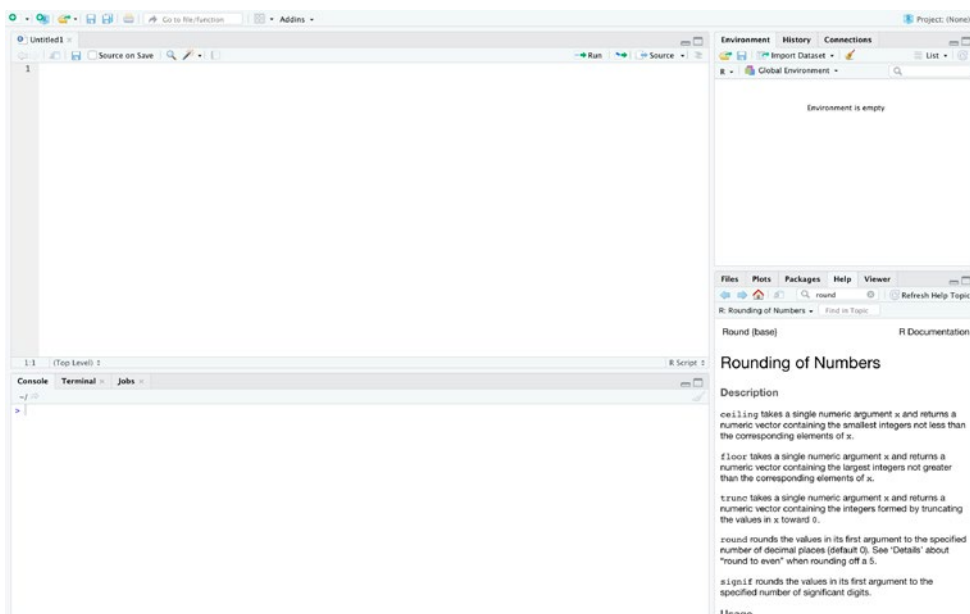 Go to file/function
Addins
Project: (None)
Untitled1
Source on Save
Run
Source
1
1:1 (Top Level)
R Script
Console Terminal Jobs
~/
>
Environment History Connections
Import Dataset
List
R
Global Environment
Environment is empty
Files Plots Packages Help Viewer
round
Refresh Help Topic
R: Rounding of Numbers
Find in Topic
Round {base}
R Documentation
Rounding of Numbers
Description
ceiling takes a single numeric argument x and returns a
numeric vector containing the smallest integers not less than
the corresponding elements of x.
floor takes a single numeric argument x and returns a
numeric vector containing the largest integers not greater
than the corresponding elements of x.
trunc takes a single numeric argument x and returns a
numeric vector containing the integers formed by truncating
the values in x toward 0.
round rounds the values in its first argument to the specified
number of decimal places (default 0). See 'Details' about
"round to even" when rounding off a 5.
signif rounds the values in its first argument to the
specified number of significant digits.
Usage